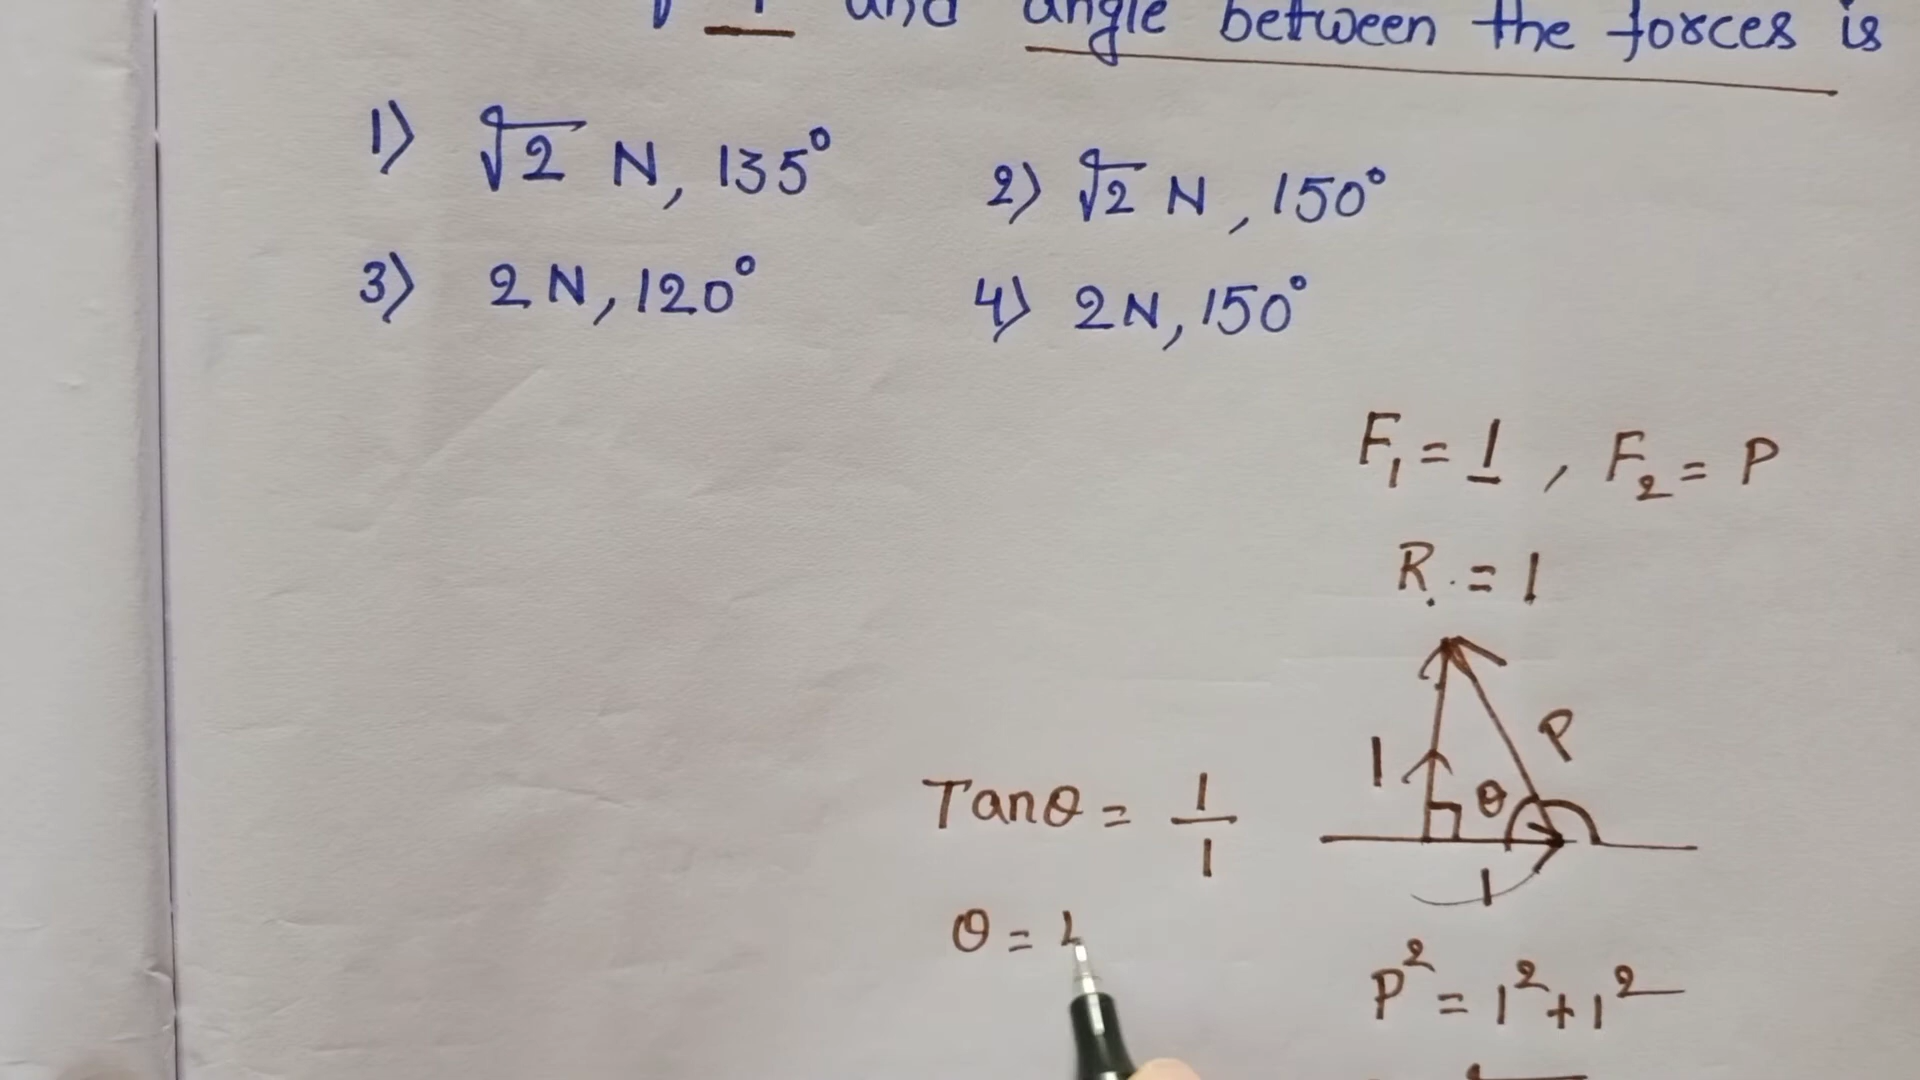 and angle between the forces is
1) √2 N, 135°
2) √2 N, 150°
3) 2N, 120°
4) 2N, 150°
F₁ = 1, F₂ = P
R = 1
1
P
θ
1
Tanθ = 1/1
θ =
P² = 1² + 1²